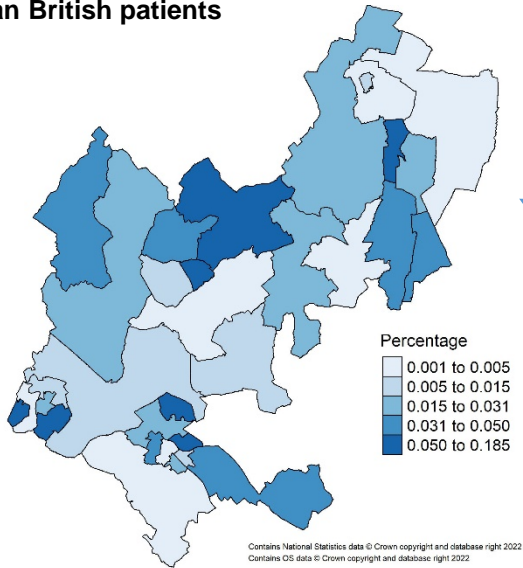 an British patients
Percentage
0.001 to 0.005
0.005 to 0.015
0.015 to 0.031
0.031 to 0.050
0.050 to 0.185
Contains National Statistics data © Crown copyright and database right 2022
Contains OS data © Crown copyright and database right 2022